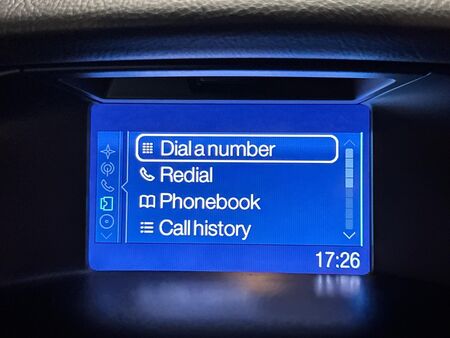 Dial a number
Redial
Phonebook
Call history
17:26